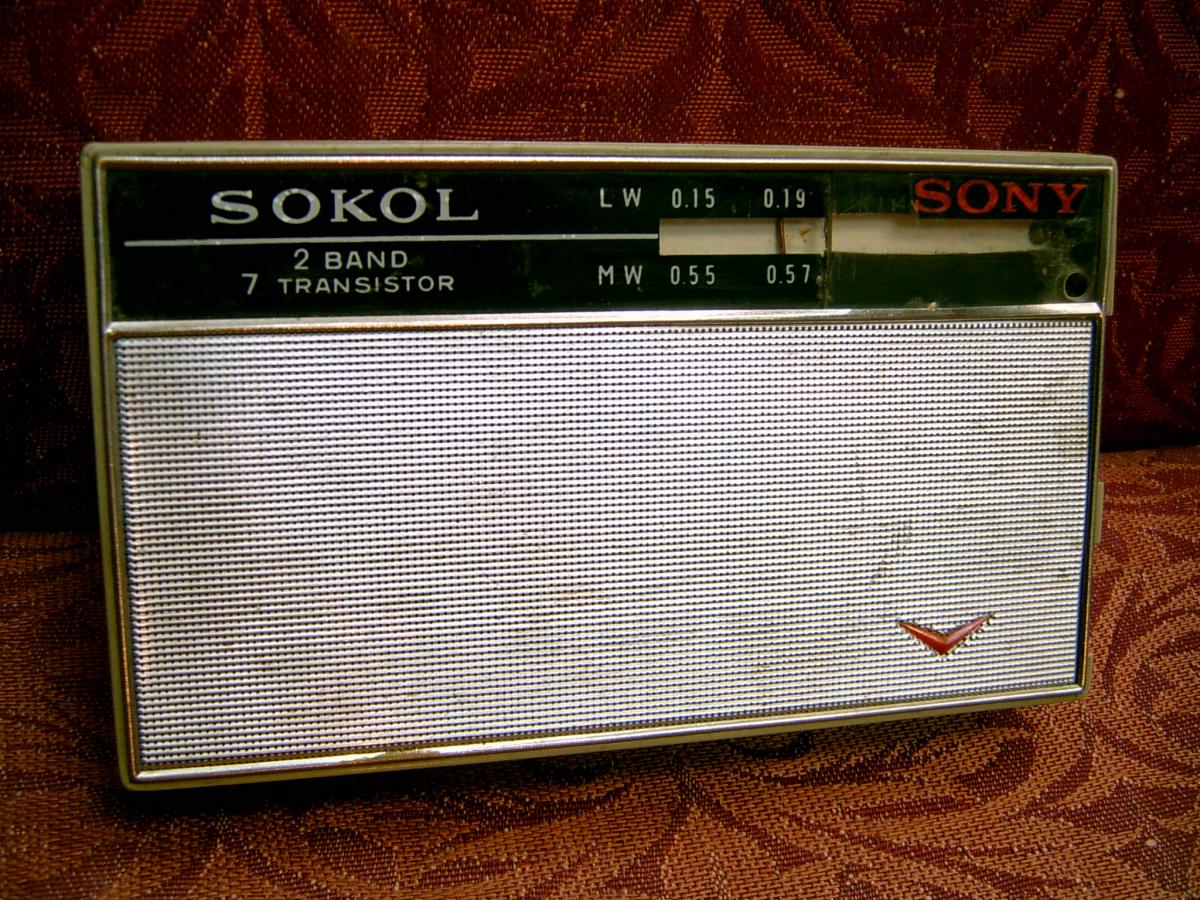 SOKOL
2 BAND
7 TRANSISTOR
LW 0.15 0.19
MW 0.55 0.57
SONY